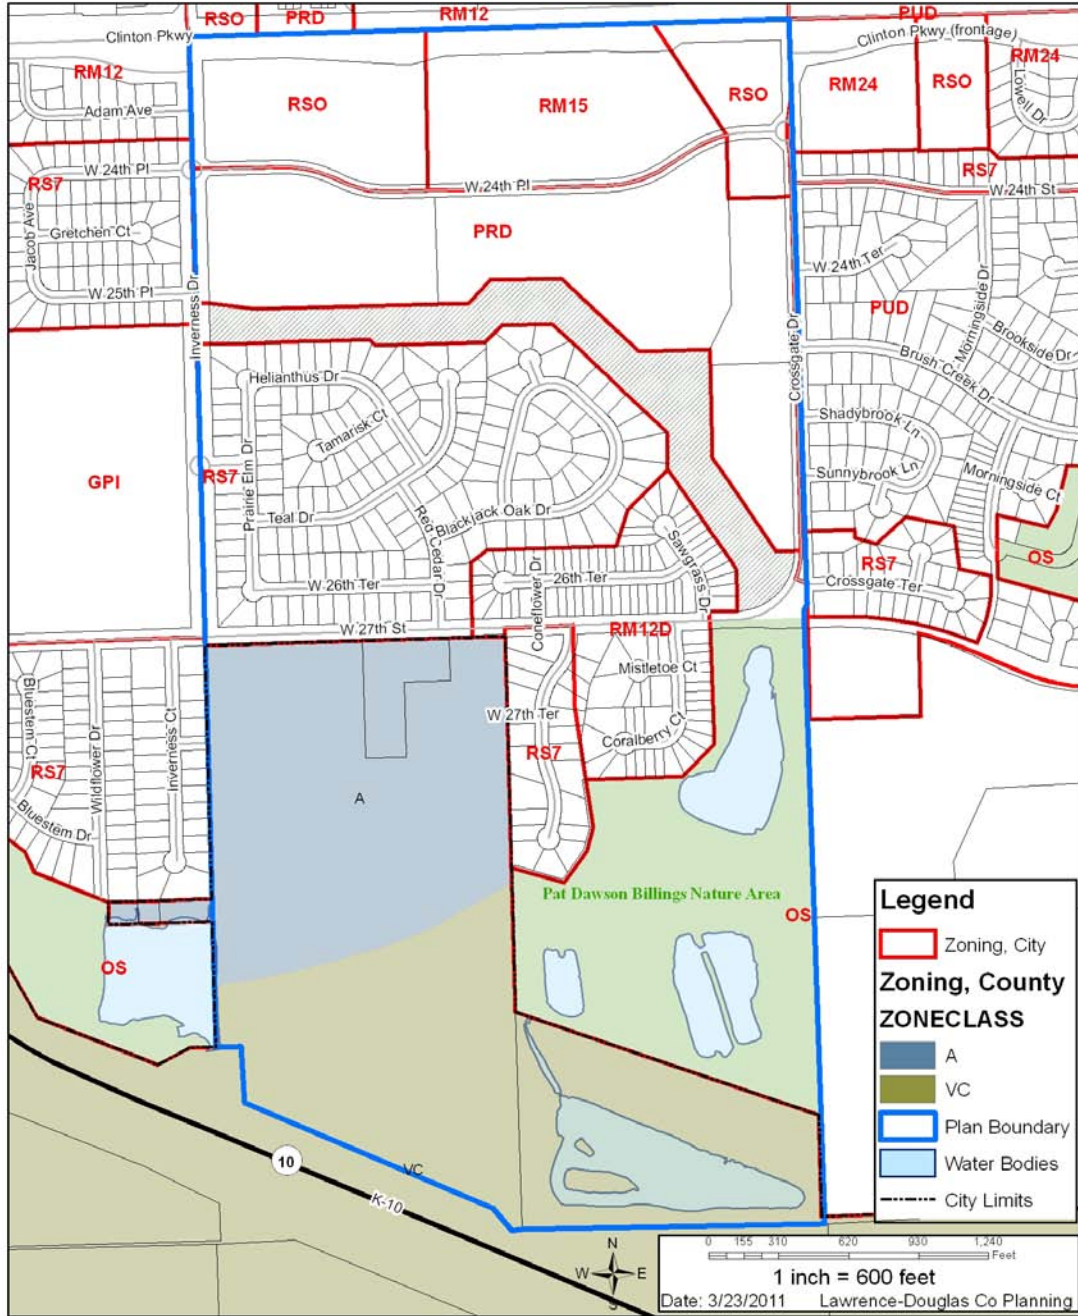 RSO
PRD
RM12
PUD
Clinton Pkwy
Clinton Pkwy (frontage)
RM12
RSO
RM15
RSO
RM24
RSO
RM24
Lowell Dr
Adam Ave
W 24th Pl
RS7
RS7
W 24th Pl
W 24th St
Jacob Ave
Gretchen Ct
PRD
W 24th Ter
W 25th Pl
Inverness Dr
Crossgate Dr
PUD
Morningside Dr
Brookside Dr
Brush Creek Dr
Helianthus Dr
Tamarisk Ct
Shadybrook Ln
GPI
RS7
Prairie Elm Dr
Sunnybrook Ln
Morningside Ct
Teal Dr
Red Cedar Dr
Blackjack Oak Dr
Sawgrass Dr
OS
RS7
W 26th Ter
Coneflower Dr
26th Ter
Crossgate Ter
W 27th St
RM12D
Mistletoe Ct
Bluestem Ct
Wildflower Dr
Inverness Ct
W 27th Ter
Coralberry Ct
RS7
RS7
A
Bluestem Dr
Pat Dawson Billings Nature Area
OS
OS
VC
10
K-10
Legend
Zoning, City
Zoning, County
ZONECLASS
A
VC
Plan Boundary
Water Bodies
City Limits
N
W E
S
0 155 310 620 930 1,240
Feet
1 inch = 600 feet
Date: 3/23/2011 Lawrence-Douglas Co Planning